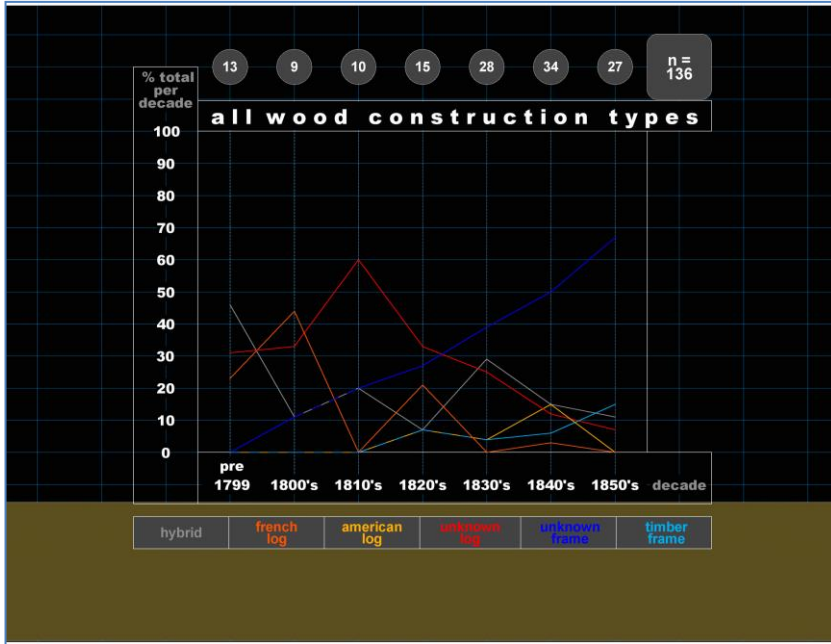 13 9 10 15 28 34 27
n =
136
% total
per
decade
all wood construction types
100
90
80
70
60
50
40
30
20
10
0
pre
1799 1800's 1810's 1820's 1830's 1840's 1850's decade
hybrid
french
log
american
log
unknown
log
unknown
frame
timber
frame